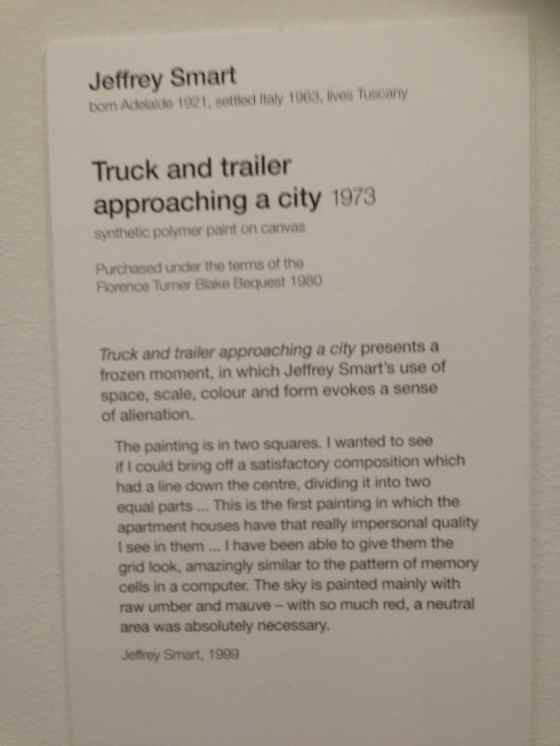 Jeffrey Smart
born Adelaide 1921, settled Italy 1963, lives Tuscany
Truck and trailer
approaching a city 1973
synthetic polymer paint on canvas
Purchased under the terms of the
Florence Turner Blake Bequest 1980
Truck and trailer approaching a city presents a
frozen moment, in which Jeffrey Smart's use of
space, scale, colour and form evokes a sense
of alienation.
The painting is in two squares. I wanted to see
if I could bring off a satisfactory composition which
had a line down the centre, dividing it into two
equal parts ... This is the first painting in which the
apartment houses have that really impersonal quality
I see in them ... I have been able to give them the
grid look, amazingly similar to the pattern of memory
cells in a computer. The sky is painted mainly with
raw umber and mauve – with so much red, a neutral
area was absolutely necessary.
Jeffrey Smart, 1999